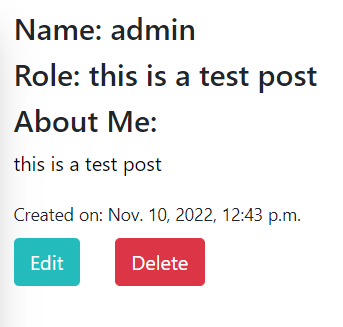 Name: admin
Role: this is a test post
About Me:
this is a test post
Created on: Nov. 10, 2022, 12:43 p.m.
Edit Delete